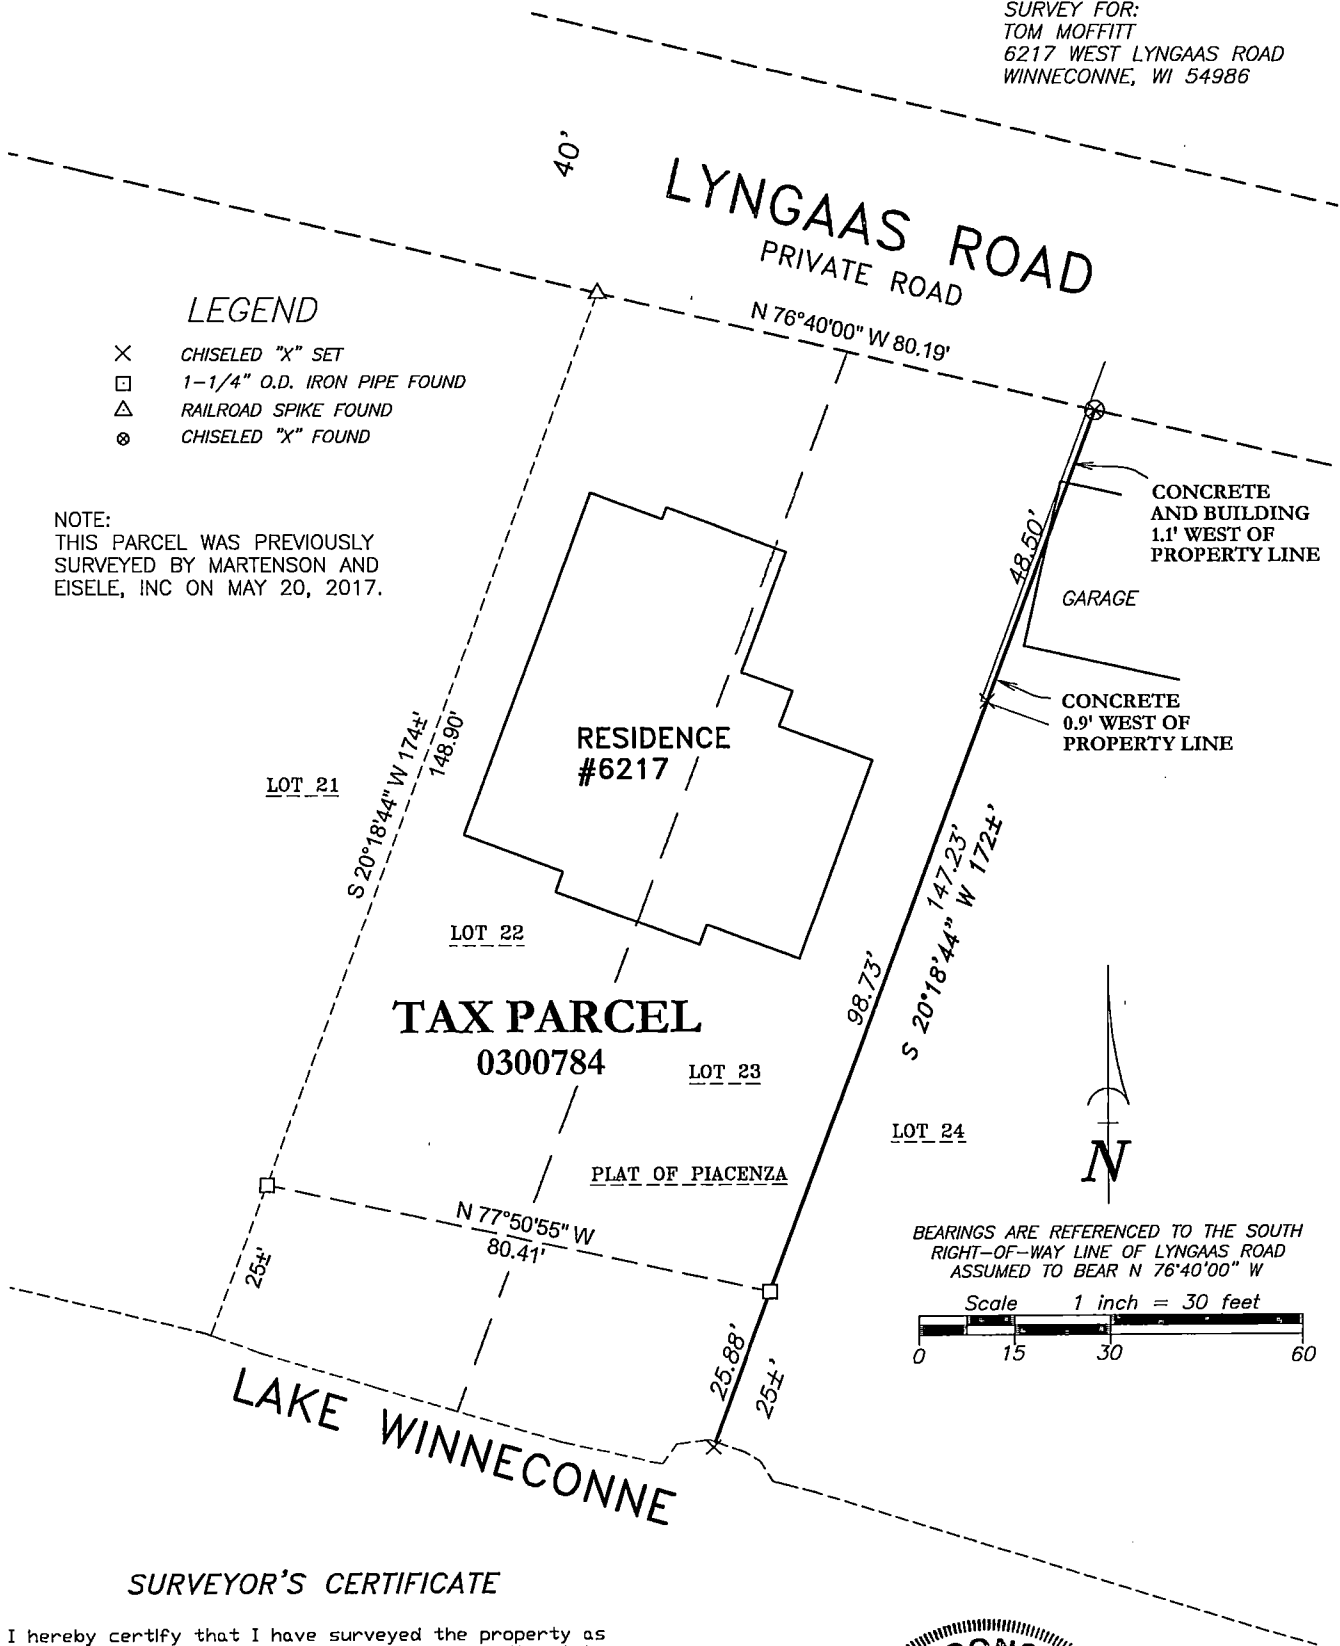 SURVEY FOR:
TOM MOFFITT
6217 WEST LYNGAAS ROAD
WINNECONNE, WI 54986
40'
LYNGAAS ROAD
PRIVATE ROAD
N 76°40'00" W 80.19'
LEGEND
CHISELED "X" SET
1-1/4" O.D. IRON PIPE FOUND
RAILROAD SPIKE FOUND
CHISELED "X" FOUND
NOTE:
THIS PARCEL WAS PREVIOUSLY
SURVEYED BY MARTENSON AND
EISELE, INC ON MAY 20, 2017.
CONCRETE
AND BUILDING
1.1' WEST OF
PROPERTY LINE
48.50'
GARAGE
CONCRETE
0.9' WEST OF
PROPERTY LINE
RESIDENCE
#6217
S 20°18'44" W 174±'
148.90'
LOT 21
147.23'
S 20°18'44" W 172±'
98.73'
LOT 22
TAX PARCEL
0300784
LOT 23
LOT 24
PLAT OF PIACENZA
N
N 77°50'55" W
80.41'
25±'
BEARINGS ARE REFERENCED TO THE SOUTH
RIGHT-OF-WAY LINE OF LYNGAAS ROAD
ASSUMED TO BEAR N 76°40'00" W
Scale 1 inch = 30 feet
0 15 30 60
25.88'
25±'
LAKE WINNECONNE
SURVEYOR'S CERTIFICATE
I hereby certify that I have surveyed the property as